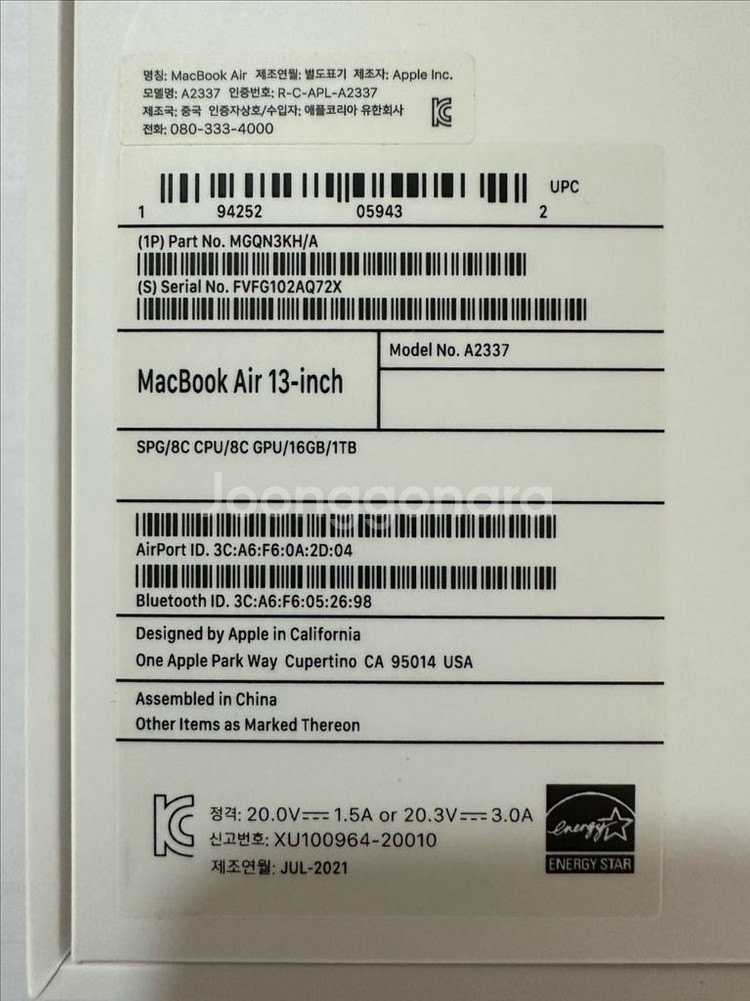 명칭: MacBook Air 제조연월: 별도표기 제조자: Apple Inc.
모델명: A2337 인증번호: R-C-APL-A2337
제조국: 중국 인증자상호/수입자: 애플코리아 유한회사
전화: 080-333-4000
UPC
1 94252 05943 2
(1P) Part No. MGQN3KH/A
(S) Serial No. FVFG102AQ72X
MacBook Air 13-inch
Model No. A2337
SPG/8C CPU/8C GPU/16GB/1TB
Joonggonara
AirPort ID. 3C:A6:F6:0A:2D:04
Bluetooth ID. 3C:A6:F6:05:26:98
Designed by Apple in California
One Apple Park Way Cupertino CA 95014 USA
Assembled in China
Other Items as Marked Thereon
정격: 20.0V⎓1.5A or 20.3V⎓3.0A
신고번호: XU100964-20010
제조연월: JUL-2021
energy
ENERGY STAR